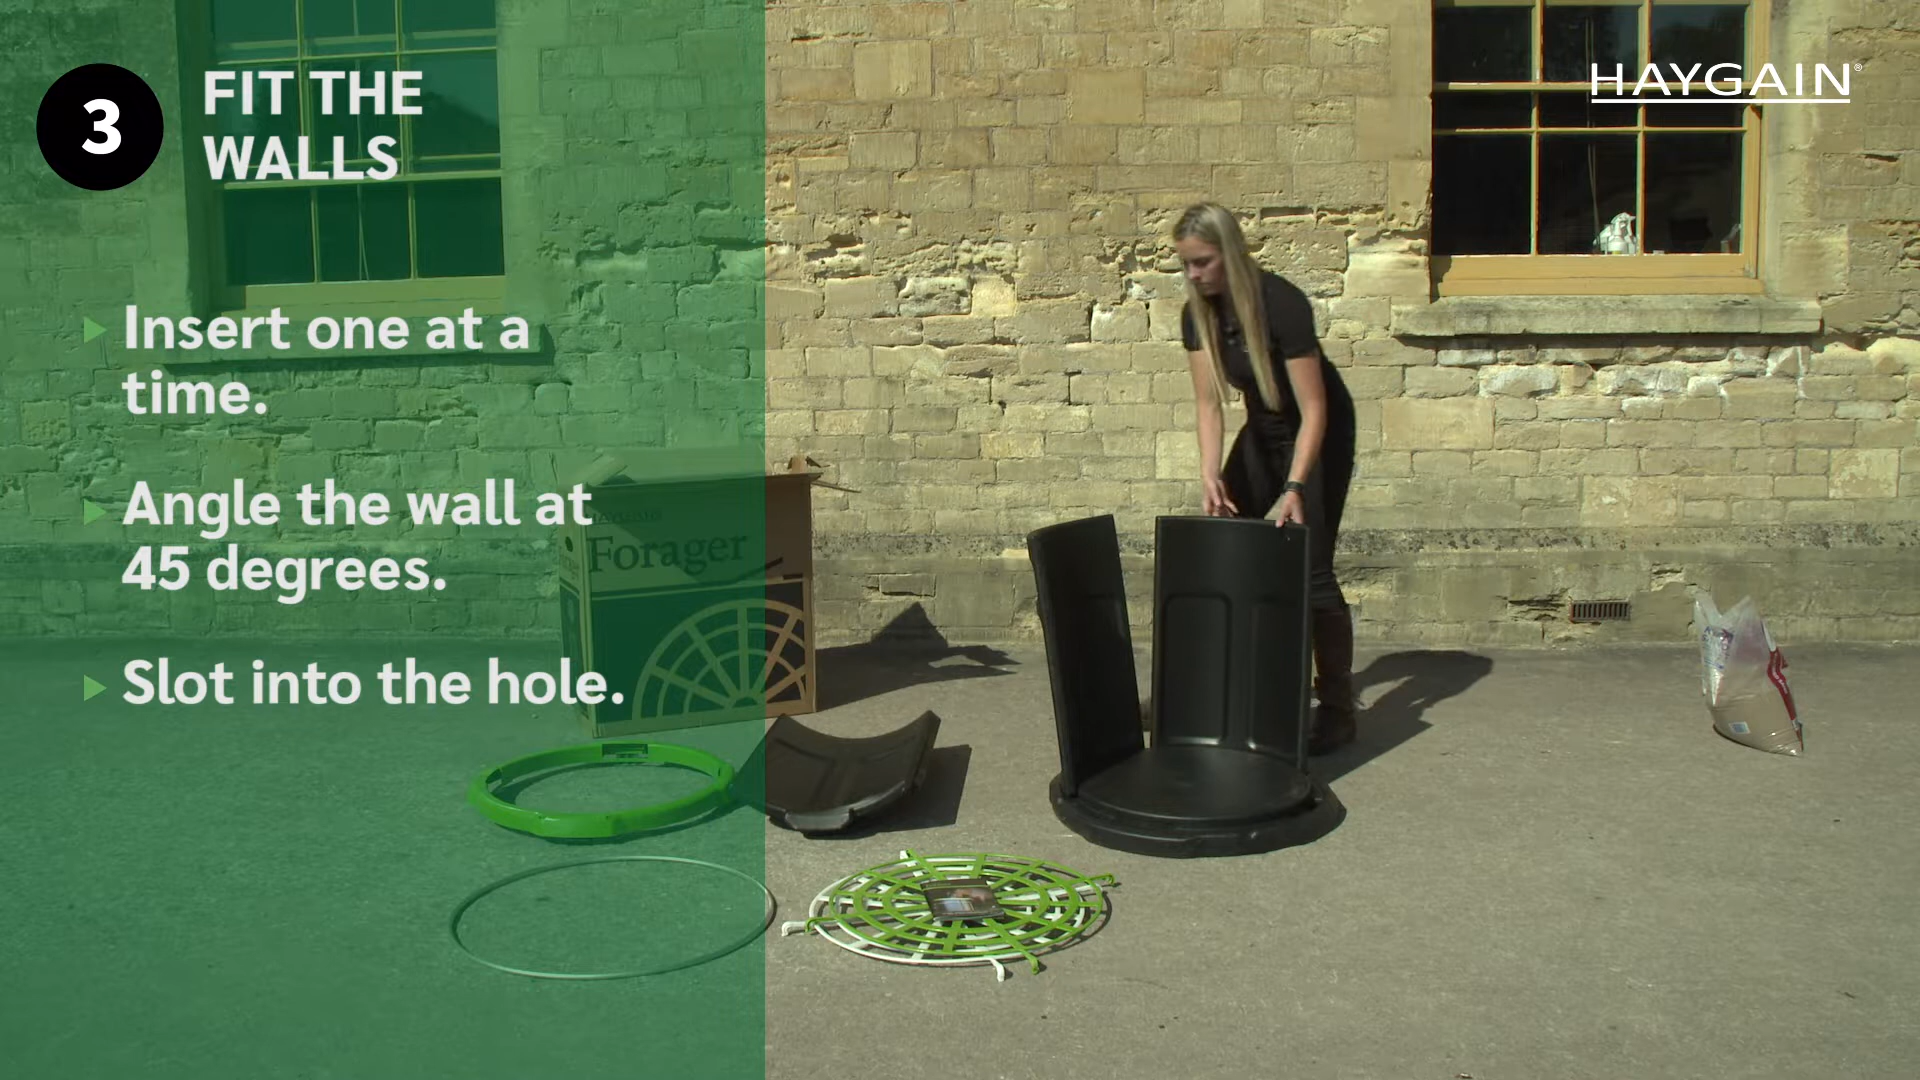 3
FIT THE
WALLS
HAYGAIN®
Insert one at a
time.
Angle the wall at
45 degrees.
HAYGAIN
Forager
Slot into the hole.